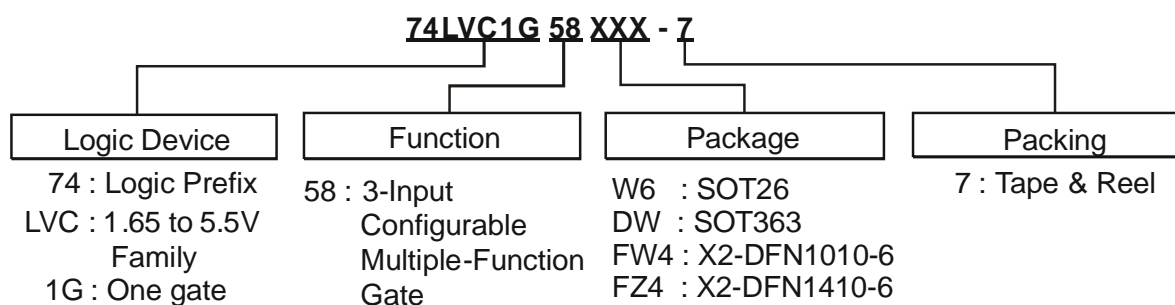 74LVC1G 58 XXX - 7
Logic Device
74 : Logic Prefix
LVC : 1.65 to 5.5V
Family
1G : One gate
Function
58 : 3-Input
Configurable
Multiple-Function
Gate
Package
W6 : SOT26
DW : SOT363
FW4 : X2-DFN1010-6
FZ4 : X2-DFN1410-6
Packing
7 : Tape & Reel